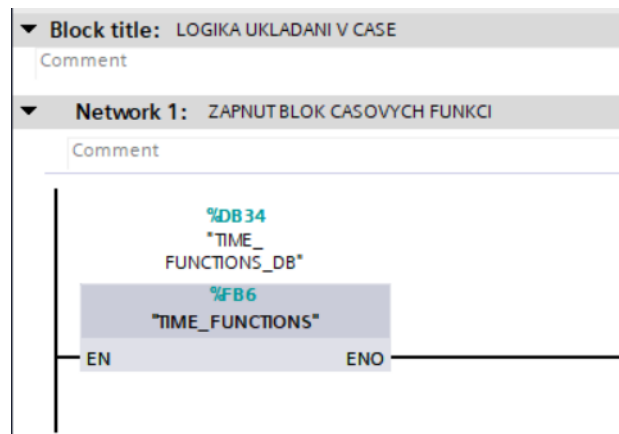 Block title: LOGIKA UKLADANI V CASE
Comment
Network 1: ZAPNUT BLOK CASOVYCH FUNKCI
Comment
%DB34
"TIME_
FUNCTIONS_DB"
%FB6
"TIME_FUNCTIONS"
EN ENO